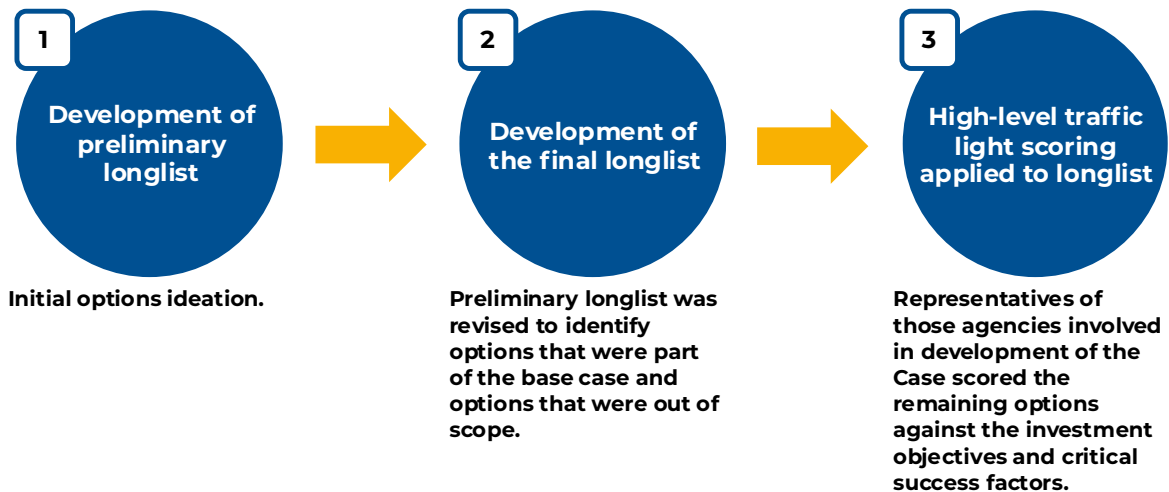 1
Development of
preliminary
longlist
Initial options ideation.
2
Development of
the final longlist
Preliminary longlist was
revised to identify
options that were part
of the base case and
options that were out of
scope.
3
High-level traffic
light scoring
applied to longlist
Representatives of
those agencies involved
in development of the
Case scored the
remaining options
against the investment
objectives and critical
success factors.